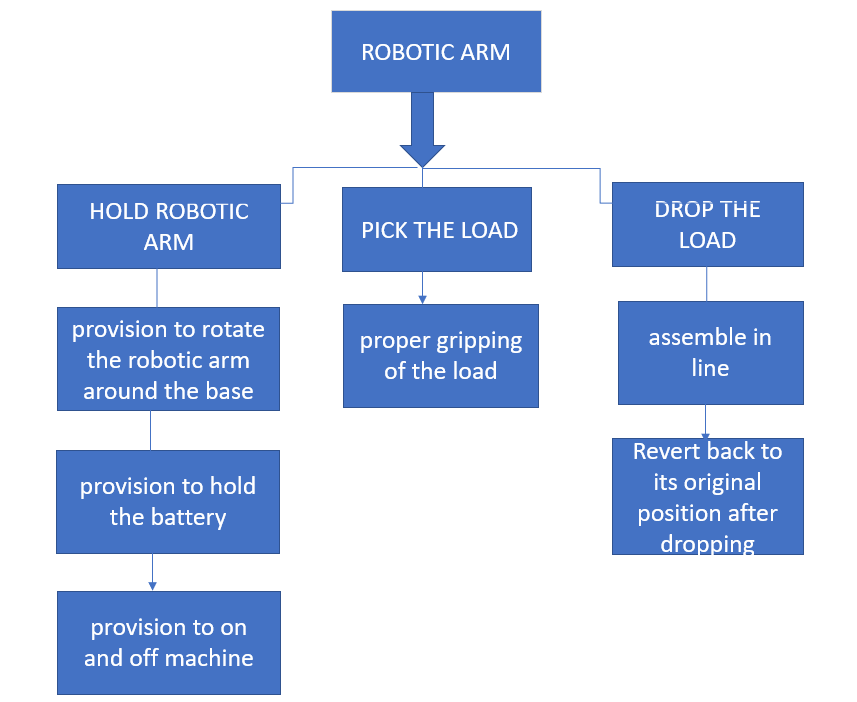 ROBOTIC ARM
HOLD ROBOTIC
ARM
PICK THE LOAD
DROP THE
LOAD
provision to rotate
the robotic arm
around the base
proper gripping
of the load
assemble in
line
provision to hold
the battery
Revert back to
its original
position after
dropping
provision to on
and off machine